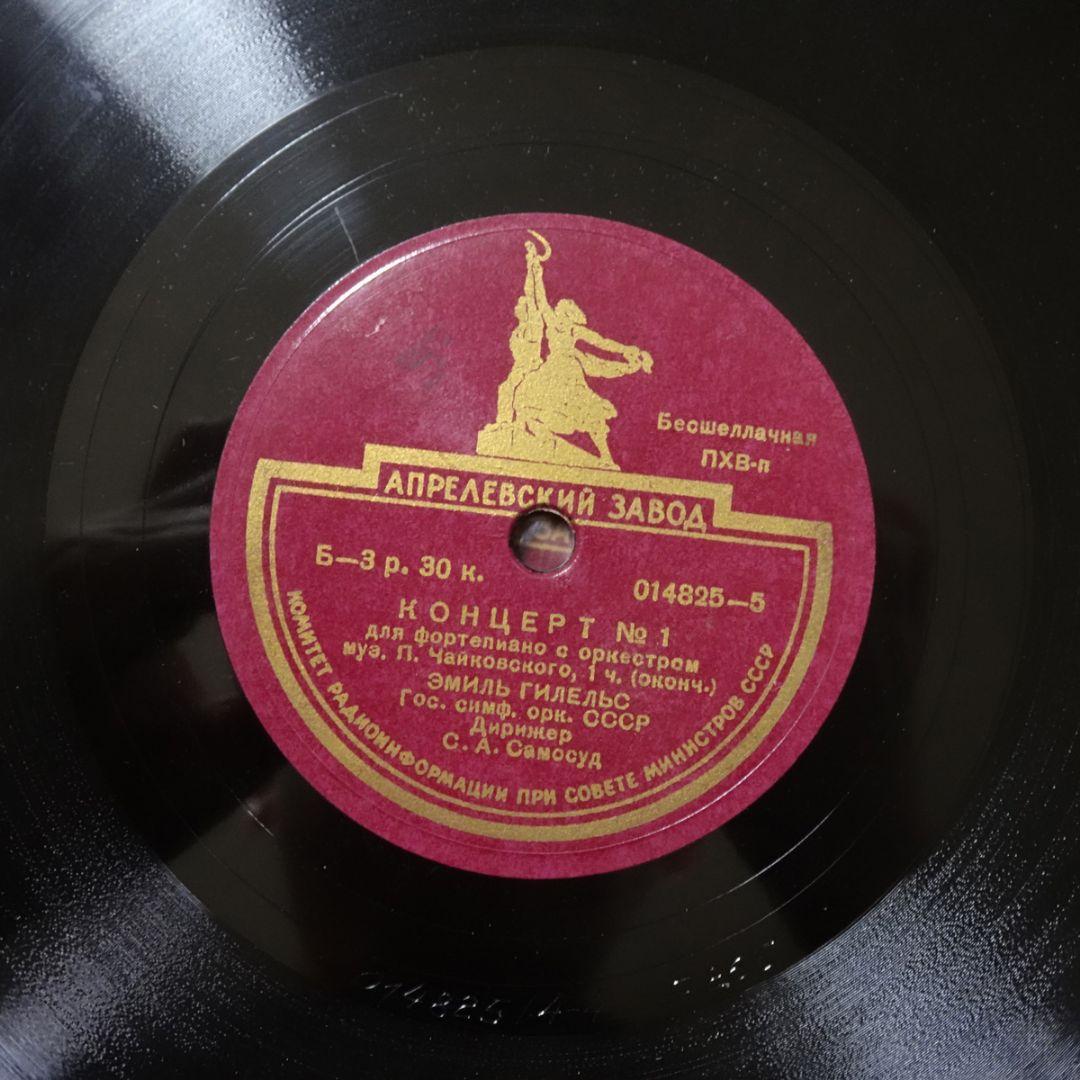 Бесшеллачная
ПХВ-п
АПРЕЛЕВСКИЙ ЗАВОД
Б—3 р. 30 к.
014825—5
КОНЦЕРТ № 1
для фортепиано с оркестром
муз. П. Чайковского, 1 ч. (оконч.)
ЭМИЛЬ ГИЛЕЛЬС
Гос. симф. орк. СССР
Дирижер
С. А. Самосуд
КОМИТЕТ РАДИОИНФОРМАЦИИ ПРИ СОВЕТЕ МИНИСТРОВ СССР